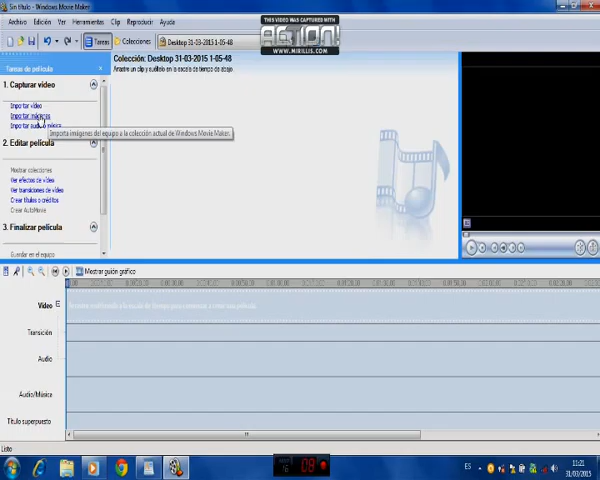 Sin título - Windows Movie Maker
Archivo Edición Ver Herramientas Clip Reproducir Ayuda
THIS VIDEO WAS CAPTURED WITH
ACTION!
WWW.MIRILLIS.COM
Tareas Colecciones Desktop 31-03-2015 1-05-48
Tareas de película
Colección: Desktop 31-03-2015 1-05-48
Arrastre un clip y suéltelo en la escala de tiempo de abajo.
1. Capturar vídeo
Importar vídeo
Importar imágenes
Importar audio o música
Importa imágenes del equipo a la colección actual de Windows Movie Maker.
2. Editar película
Mostrar colecciones
Ver efectos de vídeo
Ver transiciones de vídeo
Crear títulos o créditos
Crear AutoMovie
3. Finalizar película
Guardar en el equipo
Mostrar guión gráfico
Vídeo
Transición
Audio
Audio/Música
Título superpuesto
Listo
ES
11:21
31/03/2015